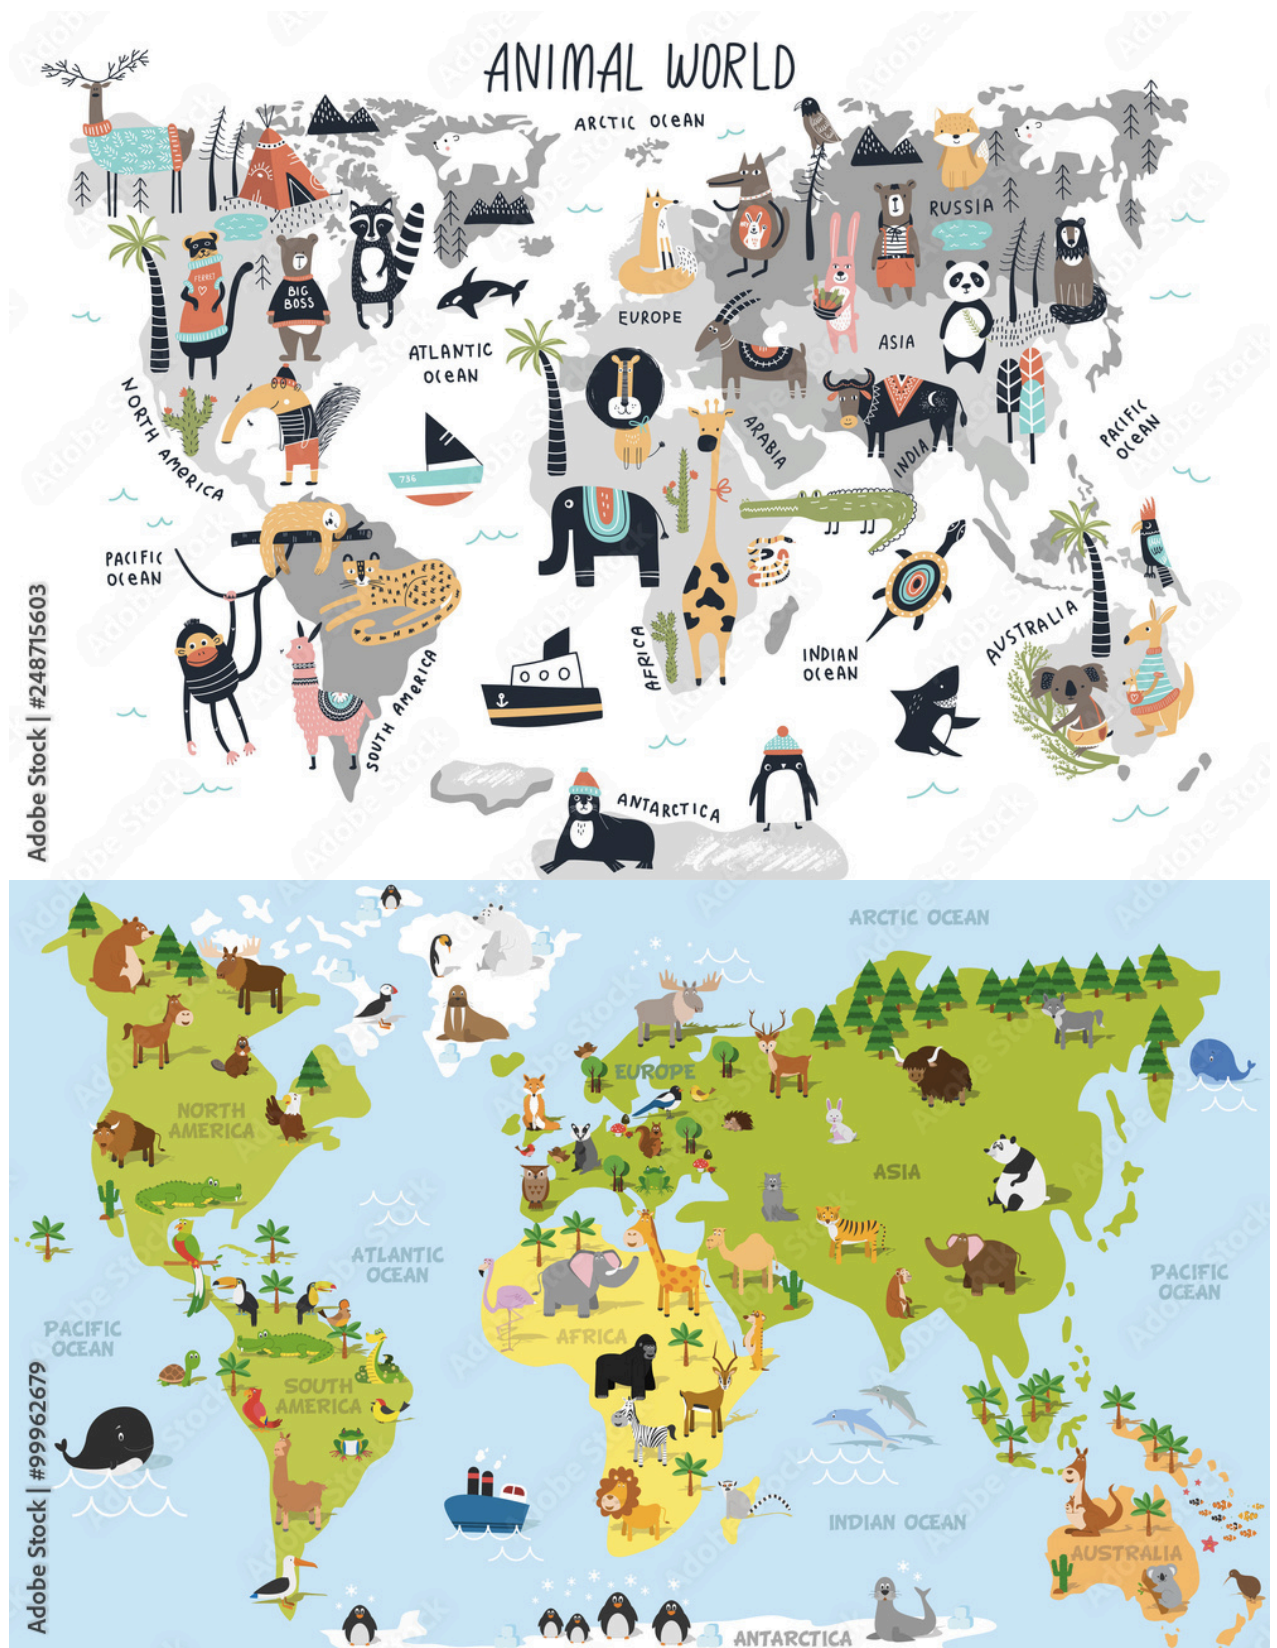 ANIMAL WORLD
ARCTIC OCEAN
RUSSIA
FERRET
BIG
BOSS
EUROPE
ASIA
ATLANTIC
OCEAN
NORTH AMERICA
PACIFIC
OCEAN
ARABIA
INDIA
736
PACIFIC
OCEAN
AUSTRALIA
AFRICA
INDIAN
OCEAN
SOUTH AMERICA
ANTARCTICA
Adobe Stock | #248715603
ARCTIC OCEAN
EUROPE
NORTH
AMERICA
ASIA
ATLANTIC
OCEAN
PACIFIC
OCEAN
PACIFIC
OCEAN
AFRICA
SOUTH
AMERICA
INDIAN OCEAN
AUSTRALIA
ANTARCTICA
Adobe Stock | #99962679